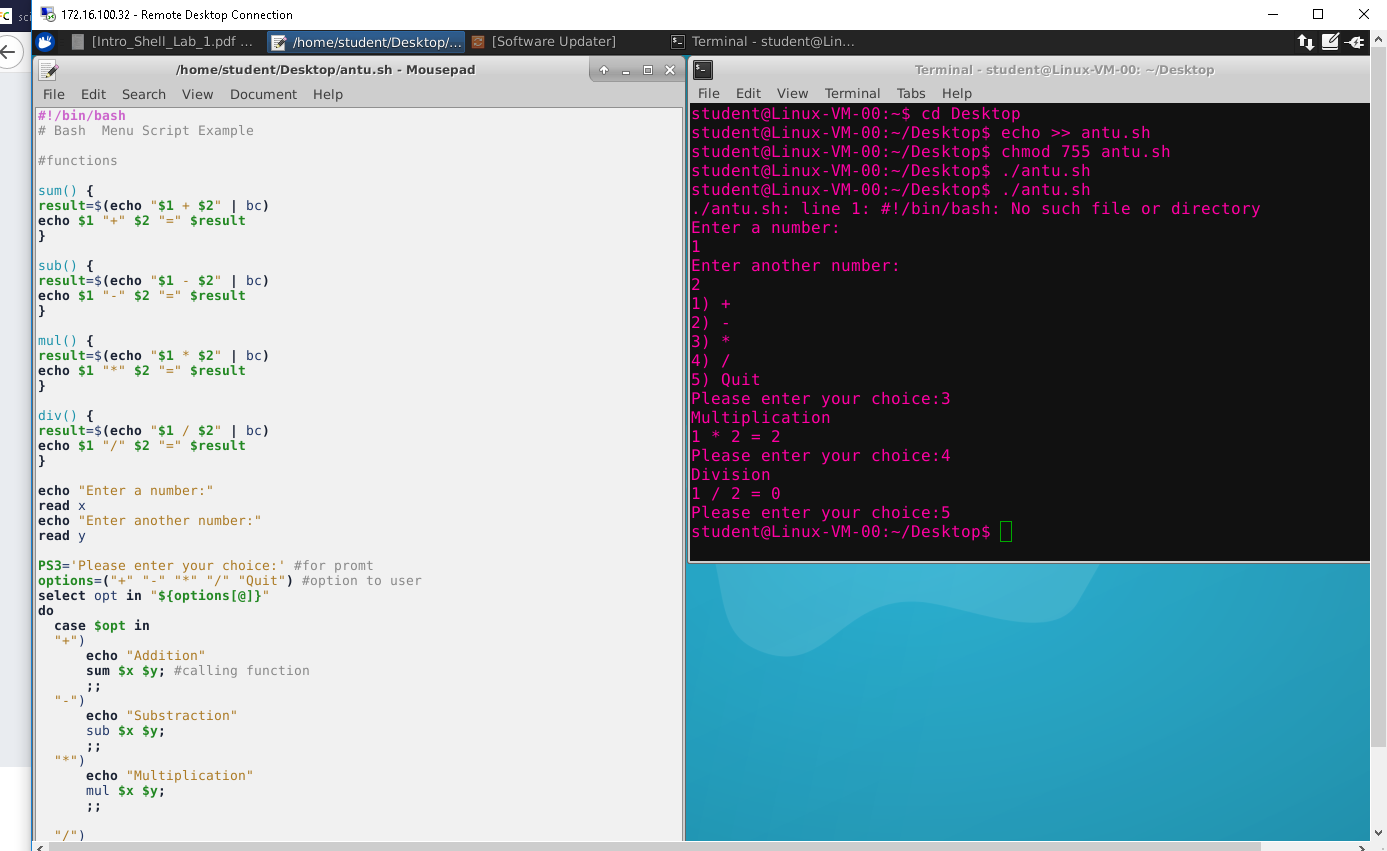 172.16.100.32 - Remote Desktop Connection
[Intro_Shell_Lab_1.pdf ...
/home/student/Desktop/...
[Software Updater]
Terminal - student@Lin...
/home/student/Desktop/antu.sh - Mousepad
File Edit Search View Document Help
#!/bin/bash
# Bash  Menu Script Example
#functions
sum() {
result=$(echo "$1 + $2" | bc)
echo $1 "+" $2 "=" $result
}
sub() {
result=$(echo "$1 - $2" | bc)
echo $1 "-" $2 "=" $result
}
mul() {
result=$(echo "$1 * $2" | bc)
echo $1 "*" $2 "=" $result
}
div() {
result=$(echo "$1 / $2" | bc)
echo $1 "/" $2 "=" $result
}
echo "Enter a number:"
read x
echo "Enter another number:"
read y
PS3='Please enter your choice:' #for promt
options=("+" "-" "*" "/" "Quit") #option to user
select opt in "${options[@]}"
do
  case $opt in
  "+")
      echo "Addition"
      sum $x $y; #calling function
      ;;
  "-")
      echo "Substraction"
      sub $x $y;
      ;;
  "*")
      echo "Multiplication"
      mul $x $y;
      ;;
  "/")
Terminal - student@Linux-VM-00: ~/Desktop
File Edit View Terminal Tabs Help
student@Linux-VM-00:~$ cd Desktop
student@Linux-VM-00:~/Desktop$ echo >> antu.sh
student@Linux-VM-00:~/Desktop$ chmod 755 antu.sh
student@Linux-VM-00:~/Desktop$ ./antu.sh
student@Linux-VM-00:~/Desktop$ ./antu.sh
./antu.sh: line 1: #!/bin/bash: No such file or directory
Enter a number:
1
Enter another number:
2
1) +
2) -
3) *
4) /
5) Quit
Please enter your choice:3
Multiplication
1 * 2 = 2
Please enter your choice:4
Division
1 / 2 = 0
Please enter your choice:5
student@Linux-VM-00:~/Desktop$